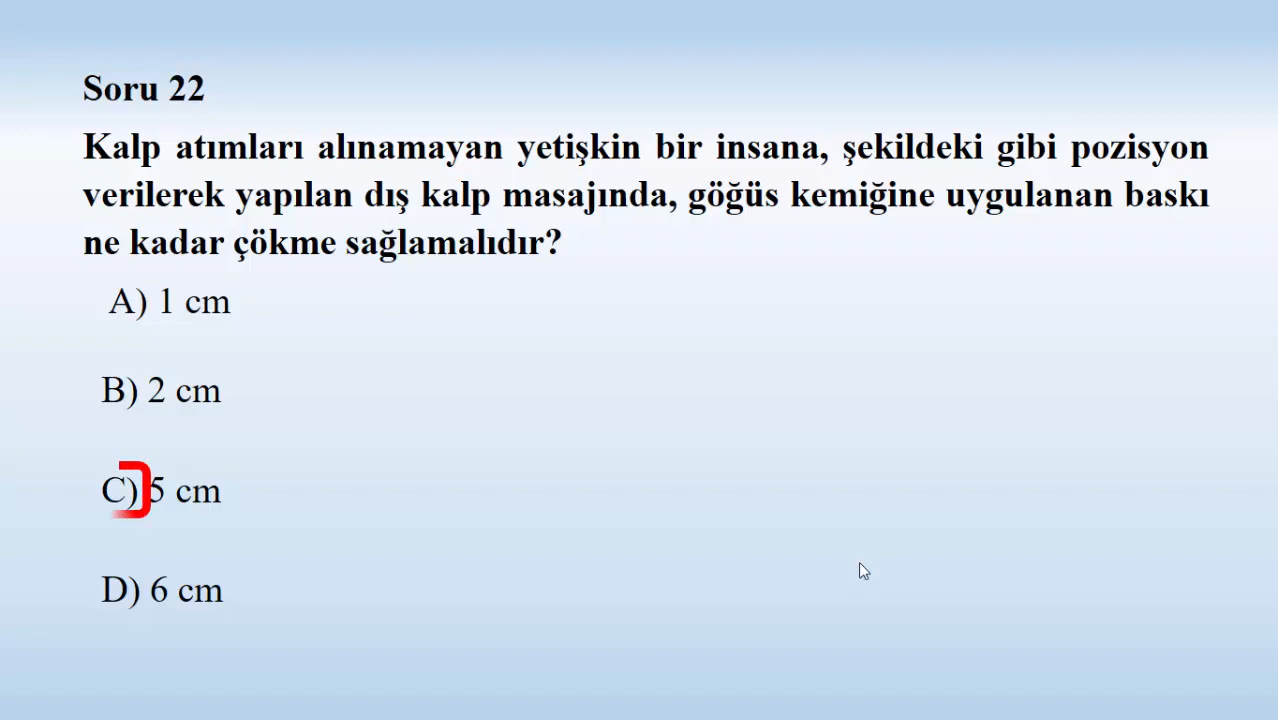 Soru 22
Kalp atımları alınamayan yetişkin bir insana, şekildeki gibi pozisyon
verilerek yapılan dış kalp masajında, göğüs kemiğine uygulanan baskı
ne kadar çökme sağlamalıdır?
A) 1 cm
B) 2 cm
C) 5 cm
D) 6 cm